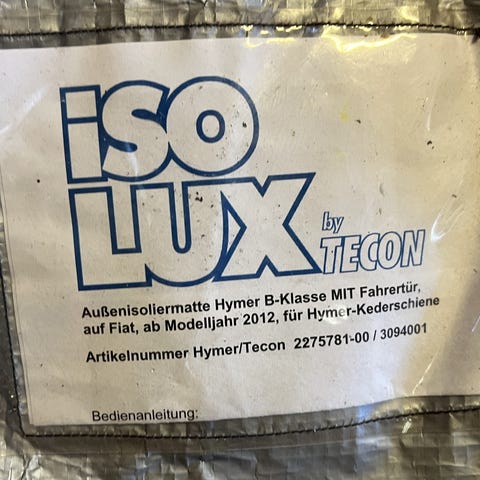 iSO
LUX
by
TECON
Außenisoliermatte Hymer B-Klasse MIT Fahrertür,
auf Fiat, ab Modelljahr 2012, für Hymer-Kederschiene
Artikelnummer Hymer/Tecon 2275781-00 / 3094001
Bedienanleitung: